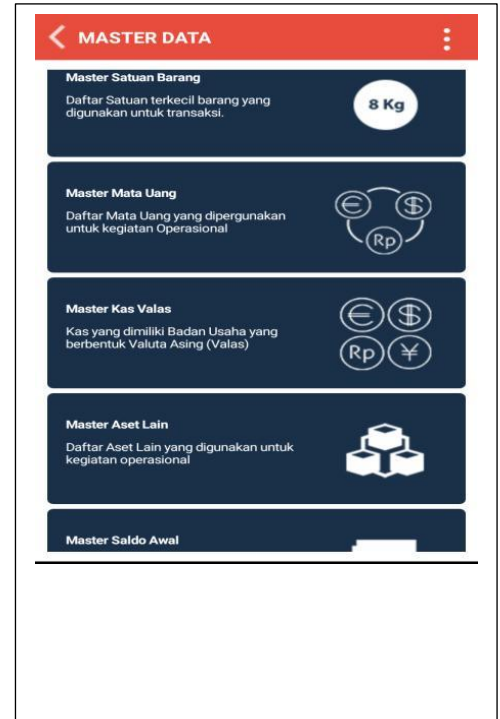 MASTER DATA
Master Satuan Barang
Daftar Satuan terkecil barang yang
digunakan untuk transaksi.
8 Kg
Master Mata Uang
Daftar Mata Uang yang dipergunakan
untuk kegiatan Operasional
€ $
Rp
Master Kas Valas
Kas yang dimiliki Badan Usaha yang
berbentuk Valuta Asing (Valas)
€ $
Rp ¥
Master Aset Lain
Daftar Aset Lain yang digunakan untuk
kegiatan operasional
Master Saldo Awal